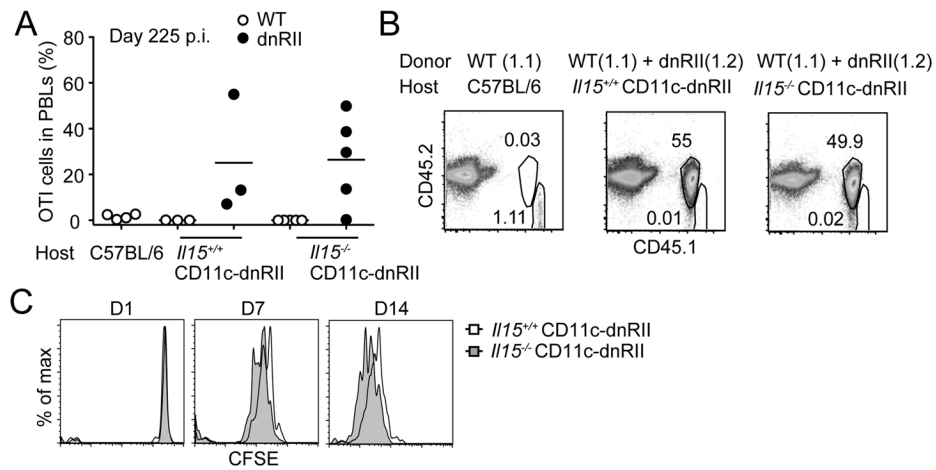 A
Day 225 p.i.
WT
dnRII
OTI cells in PBLs (%)
80
60
40
20
0
Host C57BL/6 Il15+/+ CD11c-dnRII Il15-/- CD11c-dnRII
B
Donor WT (1.1) WT(1.1) + dnRII(1.2) WT(1.1) + dnRII(1.2)
Host C57BL/6 Il15+/+ CD11c-dnRII Il15-/- CD11c-dnRII
CD45.2
0.03 55 49.9
1.11 0.01 0.02
CD45.1
C
D1 D7 D14
% of max
Il15+/+ CD11c-dnRII
Il15-/- CD11c-dnRII
CFSE